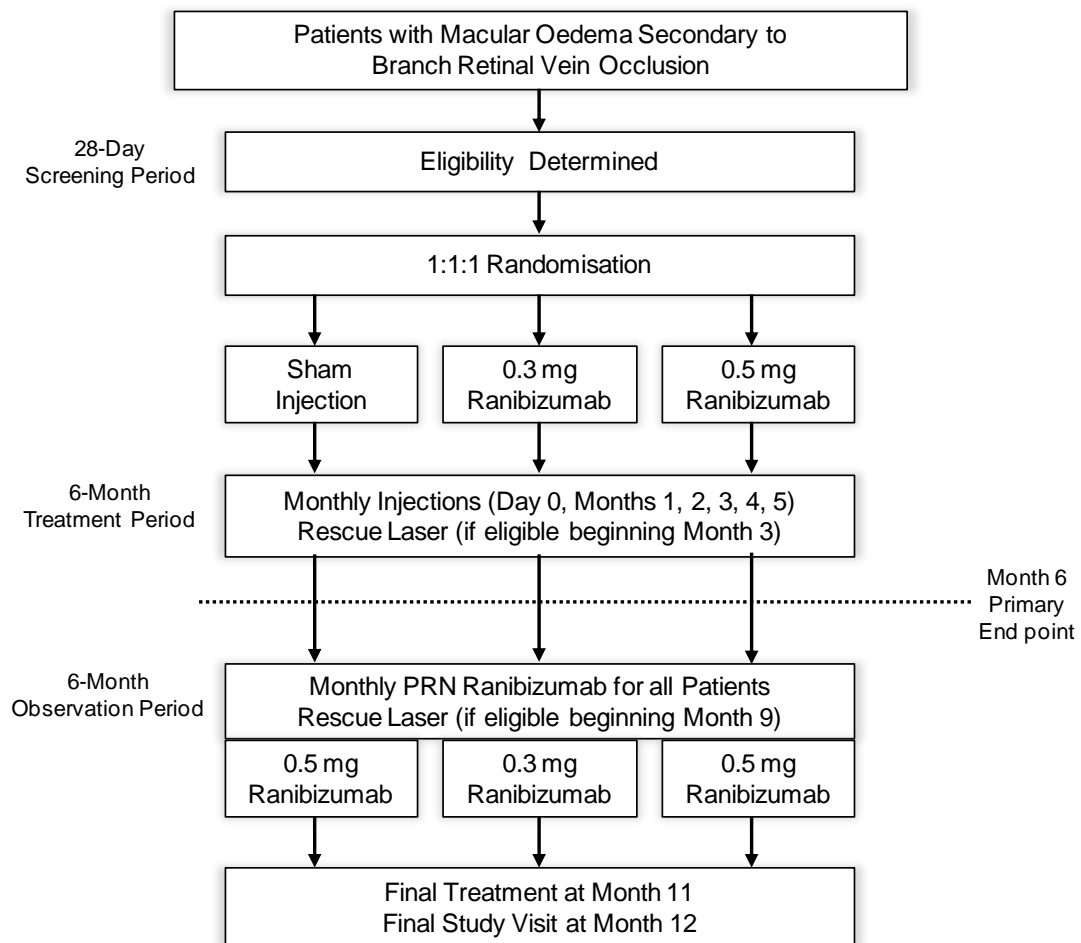 Patients with Macular Oedema Secondary to
Branch Retinal Vein Occlusion
28-Day
Screening Period
Eligibility Determined
1:1:1 Randomisation
Sham
Injection
0.3 mg
Ranibizumab
0.5 mg
Ranibizumab
6-Month
Treatment Period
Monthly Injections (Day 0, Months 1, 2, 3, 4, 5)
Rescue Laser (if eligible beginning Month 3)
Month 6
Primary
End point
6-Month
Observation Period
Monthly PRN Ranibizumab for all Patients
Rescue Laser (if eligible beginning Month 9)
0.5 mg
Ranibizumab
0.3 mg
Ranibizumab
0.5 mg
Ranibizumab
Final Treatment at Month 11
Final Study Visit at Month 12